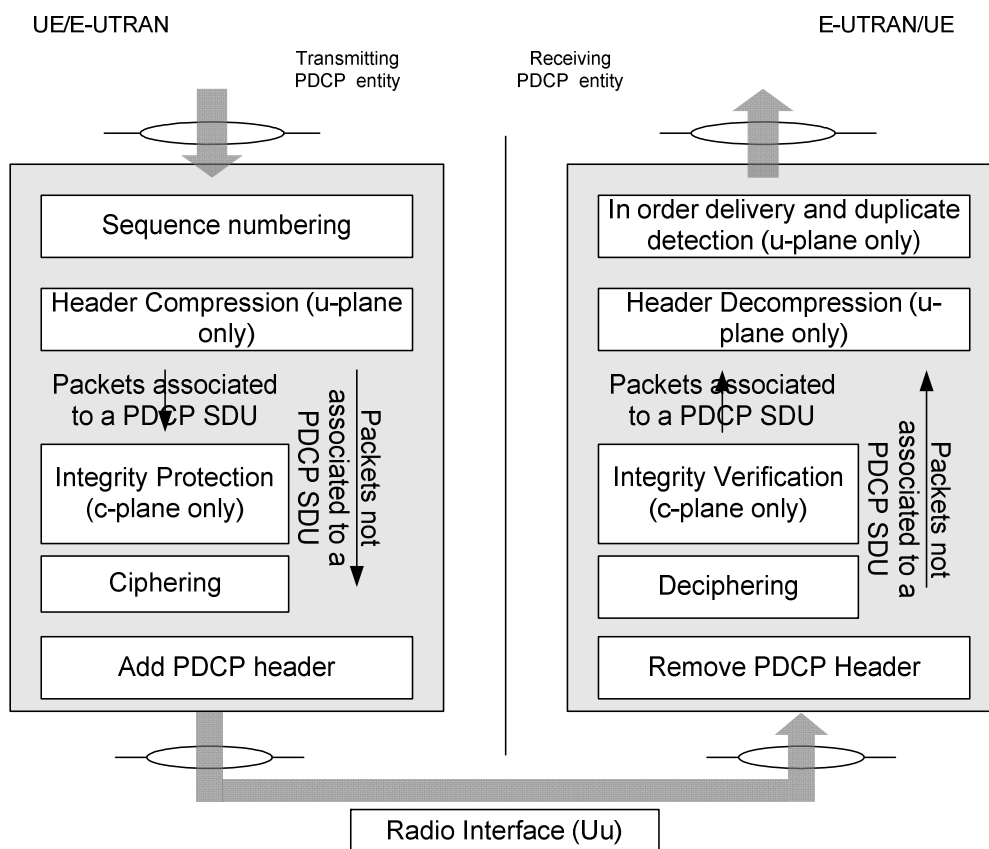 UE/E-UTRAN
E-UTRAN/UE
Transmitting
PDCP entity
Receiving
PDCP entity
Sequence numbering
Header Compression (u-plane
only)
Packets associated
to a PDCP SDU
Packets not
associated to a
PDCP SDU
Integrity Protection
(c-plane only)
Ciphering
Add PDCP header
In order delivery and duplicate
detection (u-plane only)
Header Decompression (u-
plane only)
Packets associated
to a PDCP SDU
Packets not
associated to a
PDCP SDU
Integrity Verification
(c-plane only)
Deciphering
Remove PDCP Header
Radio Interface (Uu)